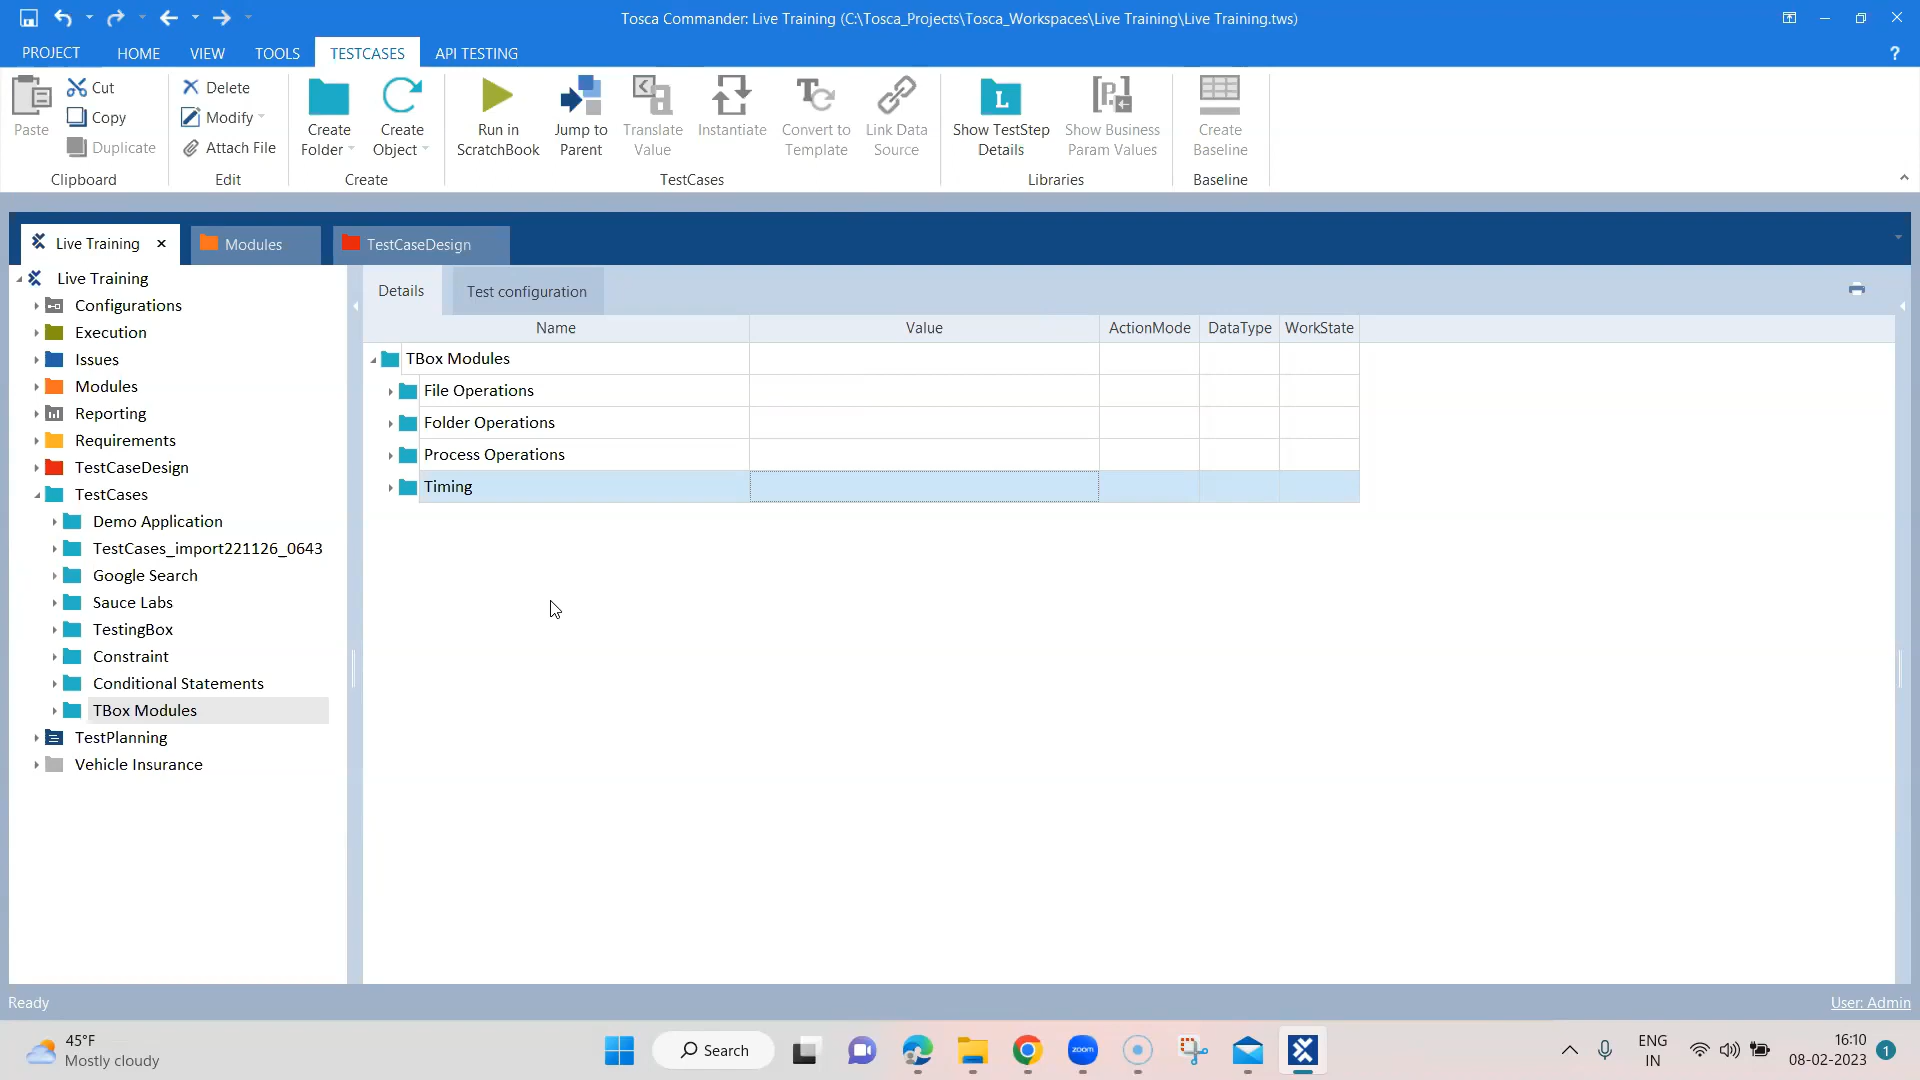 Tosca Commander: Live Training (C:\Tosca_Projects\Tosca_Workspaces\Live Training\Live Training.tws)
PROJECT HOME VIEW TOOLS TESTCASES API TESTING ?
Paste
Cut
Copy
Duplicate
Clipboard
Delete
Modify
Attach File
Edit
Create
Folder
Create
Object
Create
Run in
ScratchBook
Jump to
Parent
Translate
Value
Instantiate
Convert to
Template
Link Data
Source
TestCases
Show TestStep
Details
Show Business
Param Values
Libraries
Create
Baseline
Baseline
Live Training Modules TestCaseDesign
Live Training
Configurations
Execution
Issues
Modules
Reporting
Requirements
TestCaseDesign
TestCases
Demo Application
TestCases_import221126_0643
Google Search
Sauce Labs
TestingBox
Constraint
Conditional Statements
TBox Modules
TestPlanning
Vehicle Insurance
Details Test configuration
Name Value ActionMode DataType WorkState
TBox Modules
File Operations
Folder Operations
Process Operations
Timing
Ready
User: Admin
45°F
Mostly cloudy
Search
zoom
ENG
IN
16:10
08-02-2023
1